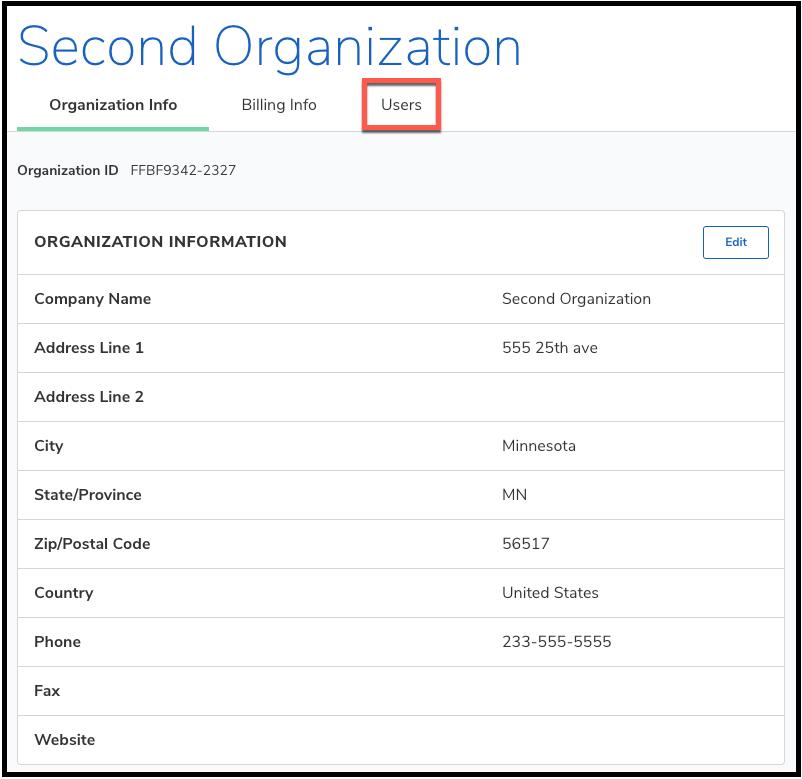 Second Organization
Organization Info Billing Info Users
Organization ID FFBF9342-2327
ORGANIZATION INFORMATION Edit
Company Name Second Organization
Address Line 1 555 25th ave
Address Line 2
City Minnesota
State/Province MN
Zip/Postal Code 56517
Country United States
Phone 233-555-5555
Fax
Website